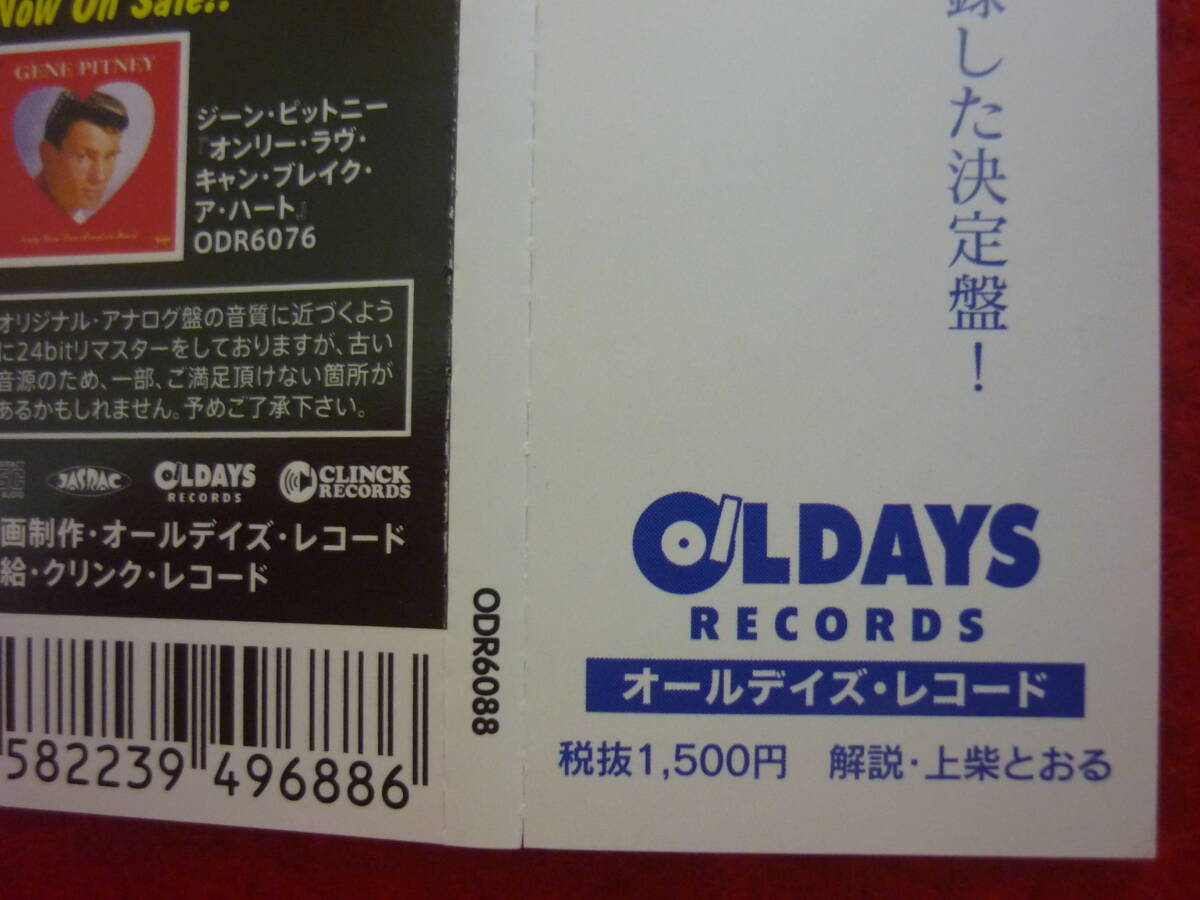 Now On Sale!!
GENE PITNEY
ジーン・ピットニー
『オンリー・ラヴ・
キャン・ブレイク・
ア・ハート』
ODR6076
オリジナル・アナログ盤の音質に近づくよう
に24bitリマスターをしておりますが、古い
音源のため、一部、ご満足頂けない箇所が
あるかもしれません。予めご了承下さい。
JASRAC
OLDAYS
RECORDS
CLINCK
RECORDS
画制作・オールデイズ・レコード
給・クリンク・レコード
582239 496886
ODR6088
録した決定盤！
OLDAYS
RECORDS
オールデイズ・レコード
税抜1,500円 解説・上柴とおる